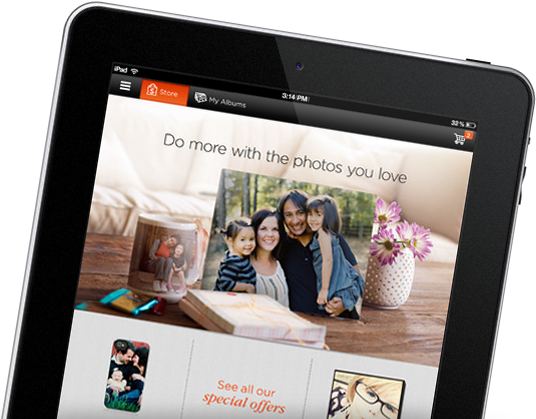 iPad
3:14 PM
32%
Store
My Albums
2
Do more with the photos you love
See all our
special offers